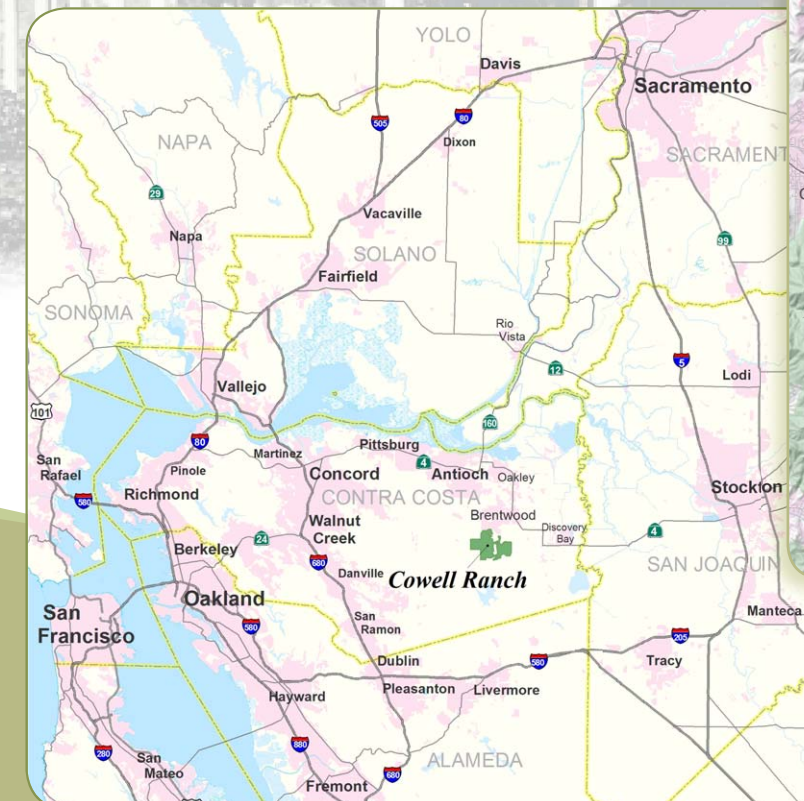 YOLO
Davis
Sacramento
505
80
Dixon
NAPA
SACRAMENT
29
Vacaville
Napa
99
SOLANO
Fairfield
SONOMA
Rio
Vista
5
12
Lodi
Vallejo
101
160
80
Pittsburg
Martinez
4
San
Rafael
Pinole
Concord
Antioch
Oakley
580
Richmond
CONTRA COSTA
Stockton
Brentwood
Walnut
Creek
Discovery
Bay
4
24
Berkeley
680
SAN JOAQUIN
Danville
Cowell Ranch
Oakland
San
Francisco
San
Ramon
Manteca
580
205
Dublin
580
Tracy
Pleasanton
Livermore
Hayward
880
280
San
Mateo
ALAMEDA
680
Fremont